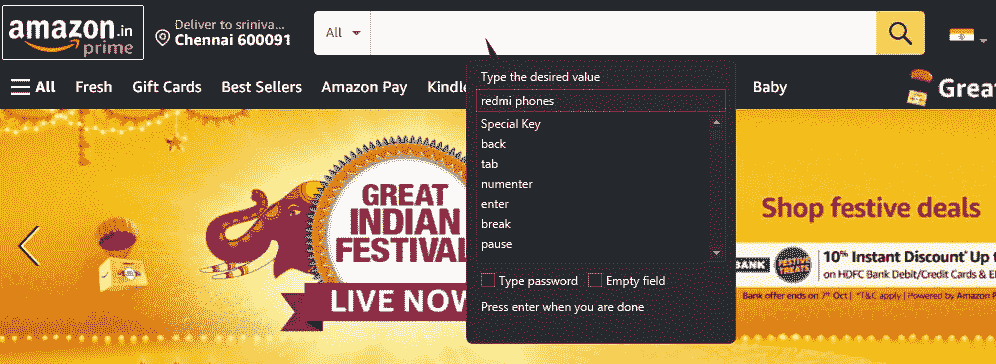 amazon.in
prime
Deliver to sriniva...
Chennai 600091
All
All Fresh Gift Cards Best Sellers Amazon Pay Kindl Baby Great
Type the desired value
redmi phones
Special Key
back
tab
numenter
enter
break
pause
Type password Empty field
Press enter when you are done
GREAT
INDIAN
FESTIVAL
LIVE NOW
Shop festive deals
BANK
FESTIVE
TREATS
10% Instant Discount* Up t
on HDFC Bank Debit/Credit Cards & E
Bank offer ends on 7th Oct | *T&C apply | Powered by Amazon P